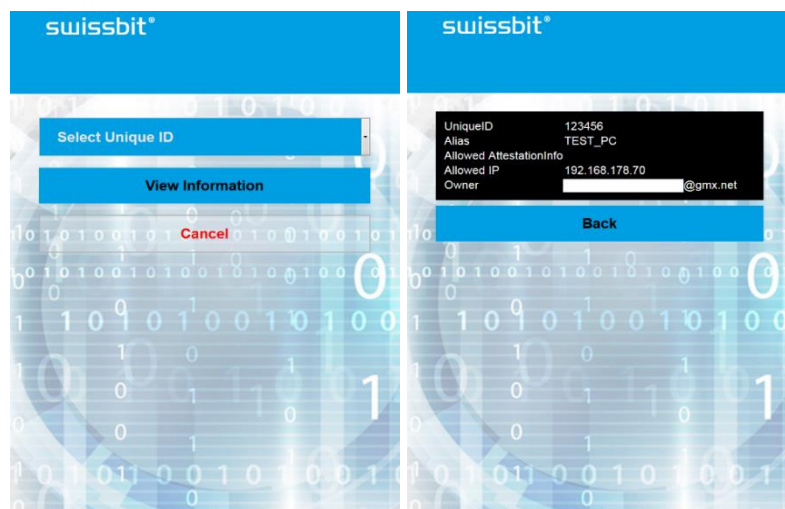 swissbit®
Select Unique ID
View Information
Cancel
swissbit®
UniqueID 123456
Alias TEST_PC
Allowed AttestationInfo
Allowed IP 192.168.178.70
Owner @gmx.net
Back